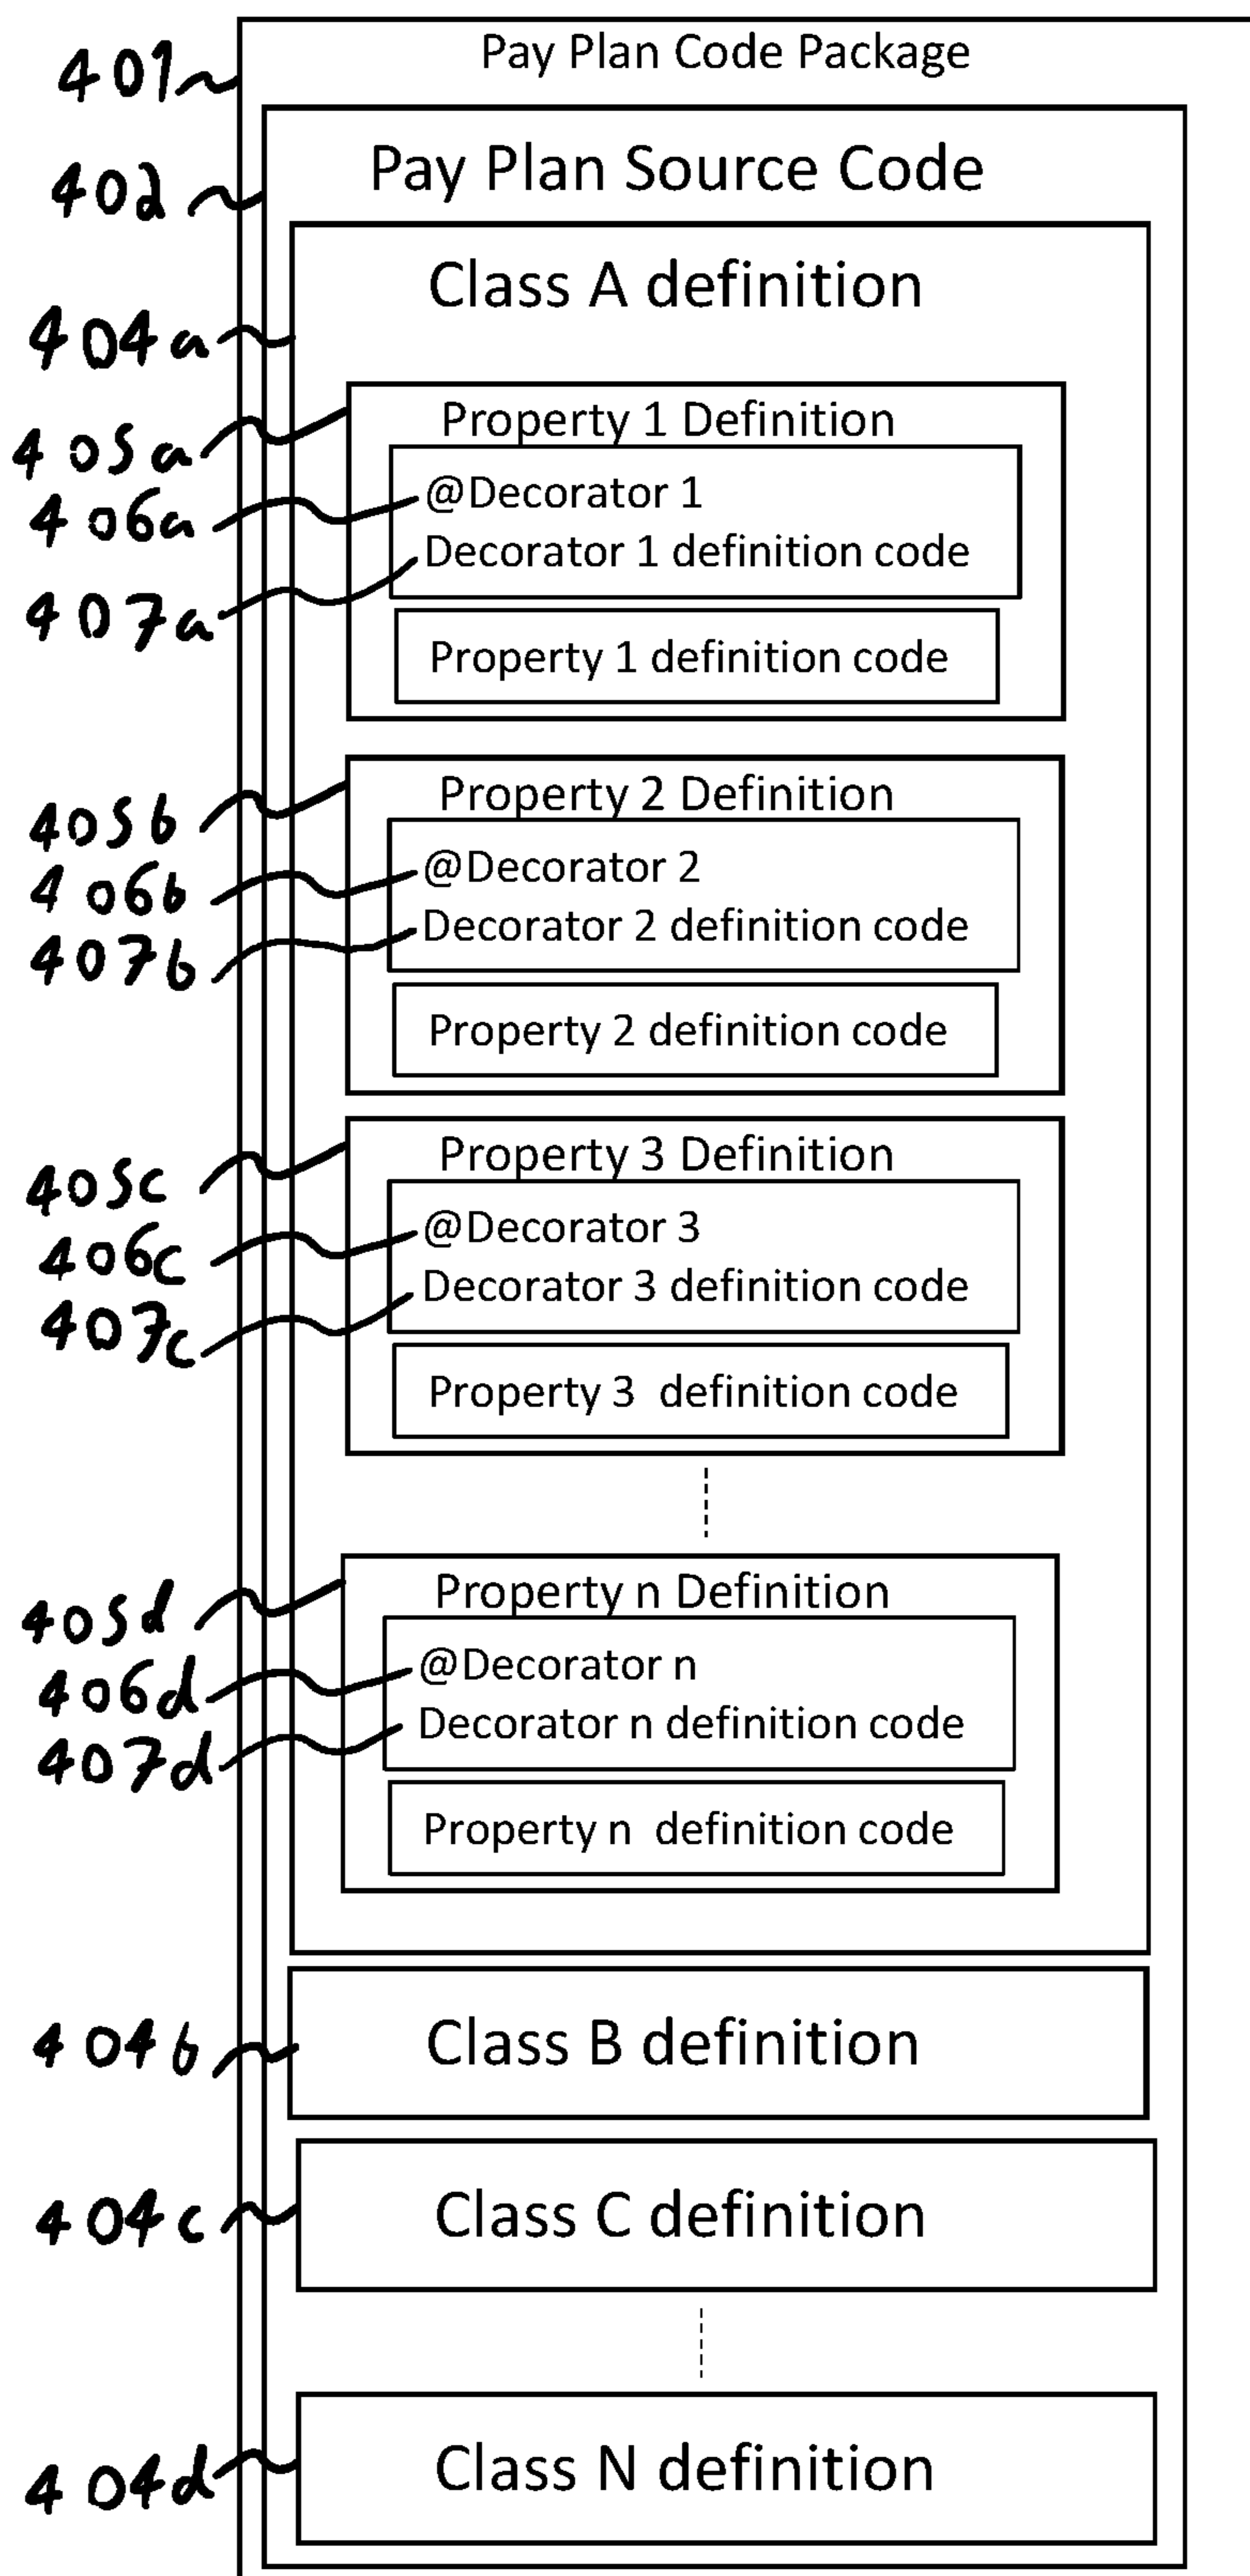 401
Pay Plan Code Package
402
Pay Plan Source Code
404a
Class A definition
405a
Property 1 Definition
406a
@Decorator 1
407a
Decorator 1 definition code
Property 1 definition code
405b
Property 2 Definition
406b
@Decorator 2
407b
Decorator 2 definition code
Property 2 definition code
405c
Property 3 Definition
406c
@Decorator 3
407c
Decorator 3 definition code
Property 3 definition code
405d
Property n Definition
406d
@Decorator n
407d
Decorator n definition code
Property n definition code
404b
Class B definition
404c
Class C definition
404d
Class N definition